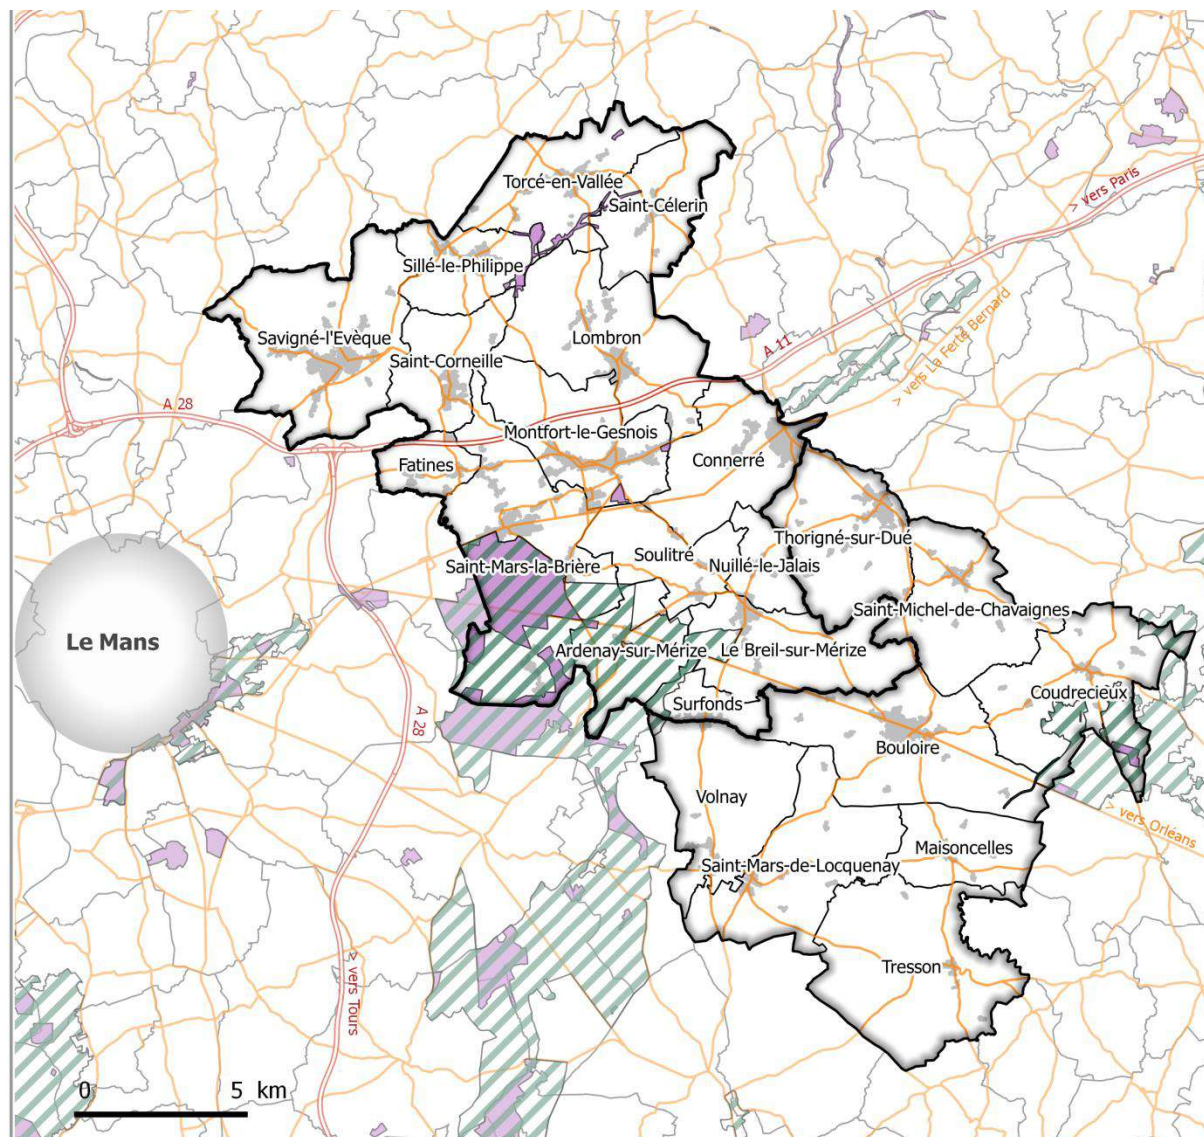 Torcé-en-Vallée
> vers Paris
Saint-Célerin
Sillé-le-Philippe
Savigné-l'Evèque
Lombron
A 11
> vers La Ferté Bernard
Saint-Corneille
A 28
Montfort-le-Gesnois
Fatines
Connerré
Thorigné-sur-Dué
Soulitré
Saint-Mars-la-Brière
Nuillé-le-Jalais
Saint-Michel-de-Chavaignes
Le Mans
Ardenay-sur-Mérize
Le Breil-sur-Mérize
Coudrecieux
Surfonds
A 28
Bouloire
Volnay
> vers Orléans
Maisoncelles
Saint-Mars-de-Locquenay
Tresson
> vers Tours
0 5 km